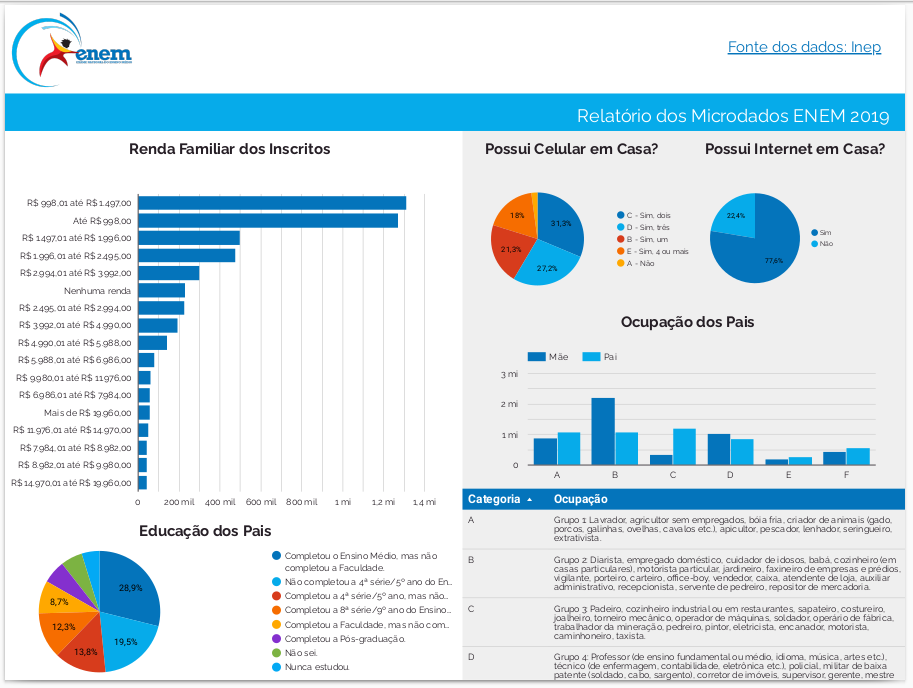 enem
Fonte dos dados: Inep
Relatório dos Microdados ENEM 2019
Renda Familiar dos Inscritos
R$ 998,01 até R$ 1.497,00
Até R$ 998,00
R$ 1.497,01 até R$ 1.996,00
R$ 1.996,01 até R$ 2.495,00
R$ 2.994,01 até R$ 3.992,00
Nenhuma renda
R$ 2.495,01 até R$ 2.994,00
R$ 3.992,01 até R$ 4.990,00
R$ 4.990,01 até R$ 5.988,00
R$ 5.988,01 até R$ 6.986,00
R$ 9.980,01 até R$ 11.976,00
R$ 6.986,01 até R$ 7.984,00
Mais de R$ 19.960,00
R$ 11.976,01 até R$ 14.970,00
R$ 7.984,01 até R$ 8.982,00
R$ 8.982,01 até R$ 9.980,00
R$ 14.970,01 até R$ 19.960,00
0 200 mil 400 mil 600 mil 800 mil 1 mi 1,2 mi 1,4 mi
Educação dos Pais
28,9%
19,5%
13,8%
12,3%
8,7%
Completou o Ensino Médio, mas não
completou a Faculdade.
Não completou a 4ª série/5º ano do En...
Completou a 4ª série/5º ano, mas não...
Completou a 8ª série/9º ano do Ensino...
Completou a Faculdade, mas não com...
Completou a Pós-graduação.
Não sei.
Nunca estudou.
Possui Celular em Casa?
31,3%
27,2%
21,3%
18%
C - Sim, dois
D - Sim, três
B - Sim, um
E - Sim, 4 ou mais
A - Não
Possui Internet em Casa?
22,4%
77,6%
Sim
Não
Ocupação dos Pais
Mãe Pai
3 mi
2 mi
1 mi
0
A B C D E F
Categoria Ocupação
A Grupo 1: Lavrador, agricultor sem empregados, bóia fria, criador de animais (gado,
porcos, galinhas, ovelhas, cavalos etc.), apicultor, pescador, lenhador, seringueiro,
extrativista.
B Grupo 2: Diarista, empregado doméstico, cuidador de idosos, babá, cozinheiro (em
casas particulares), motorista particular, jardineiro, faxineiro de empresas e prédios,
vigilante, porteiro, carteiro, office-boy, vendedor, caixa, atendente de loja, auxiliar
administrativo, recepcionista, servente de pedreiro, repositor de mercadoria.
C Grupo 3: Padeiro, cozinheiro industrial ou em restaurantes, sapateiro, costureiro,
joalheiro, torneiro mecânico, operador de máquinas, soldador, operário de fábrica,
trabalhador da mineração, pedreiro, pintor, eletricista, encanador, motorista,
caminhoneiro, taxista.
D Grupo 4: Professor (de ensino fundamental ou médio, idioma, música, artes etc.),
técnico (de enfermagem, contabilidade, eletrônica etc.), policial, militar de baixa
patente (soldado, cabo, sargento), corretor de imóveis, supervisor, gerente, mestre